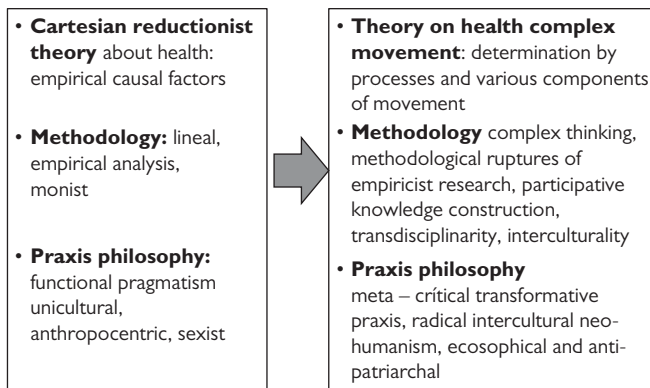 • Cartesian reductionist
theory about health:
empirical causal factors
• Methodology: lineal,
empirical analysis,
monist
• Praxis philosophy:
functional pragmatism
unicultural,
anthropocentric, sexist
• Theory on health complex
movement: determination by
processes and various components
of movement
• Methodology complex thinking,
methodological ruptures of
empiricist research, participative
knowledge construction,
transdisciplinarity, interculturality
• Praxis philosophy
meta – crítical transformative
praxis, radical intercultural neo-
humanism, ecosophical and anti-
patriarchal